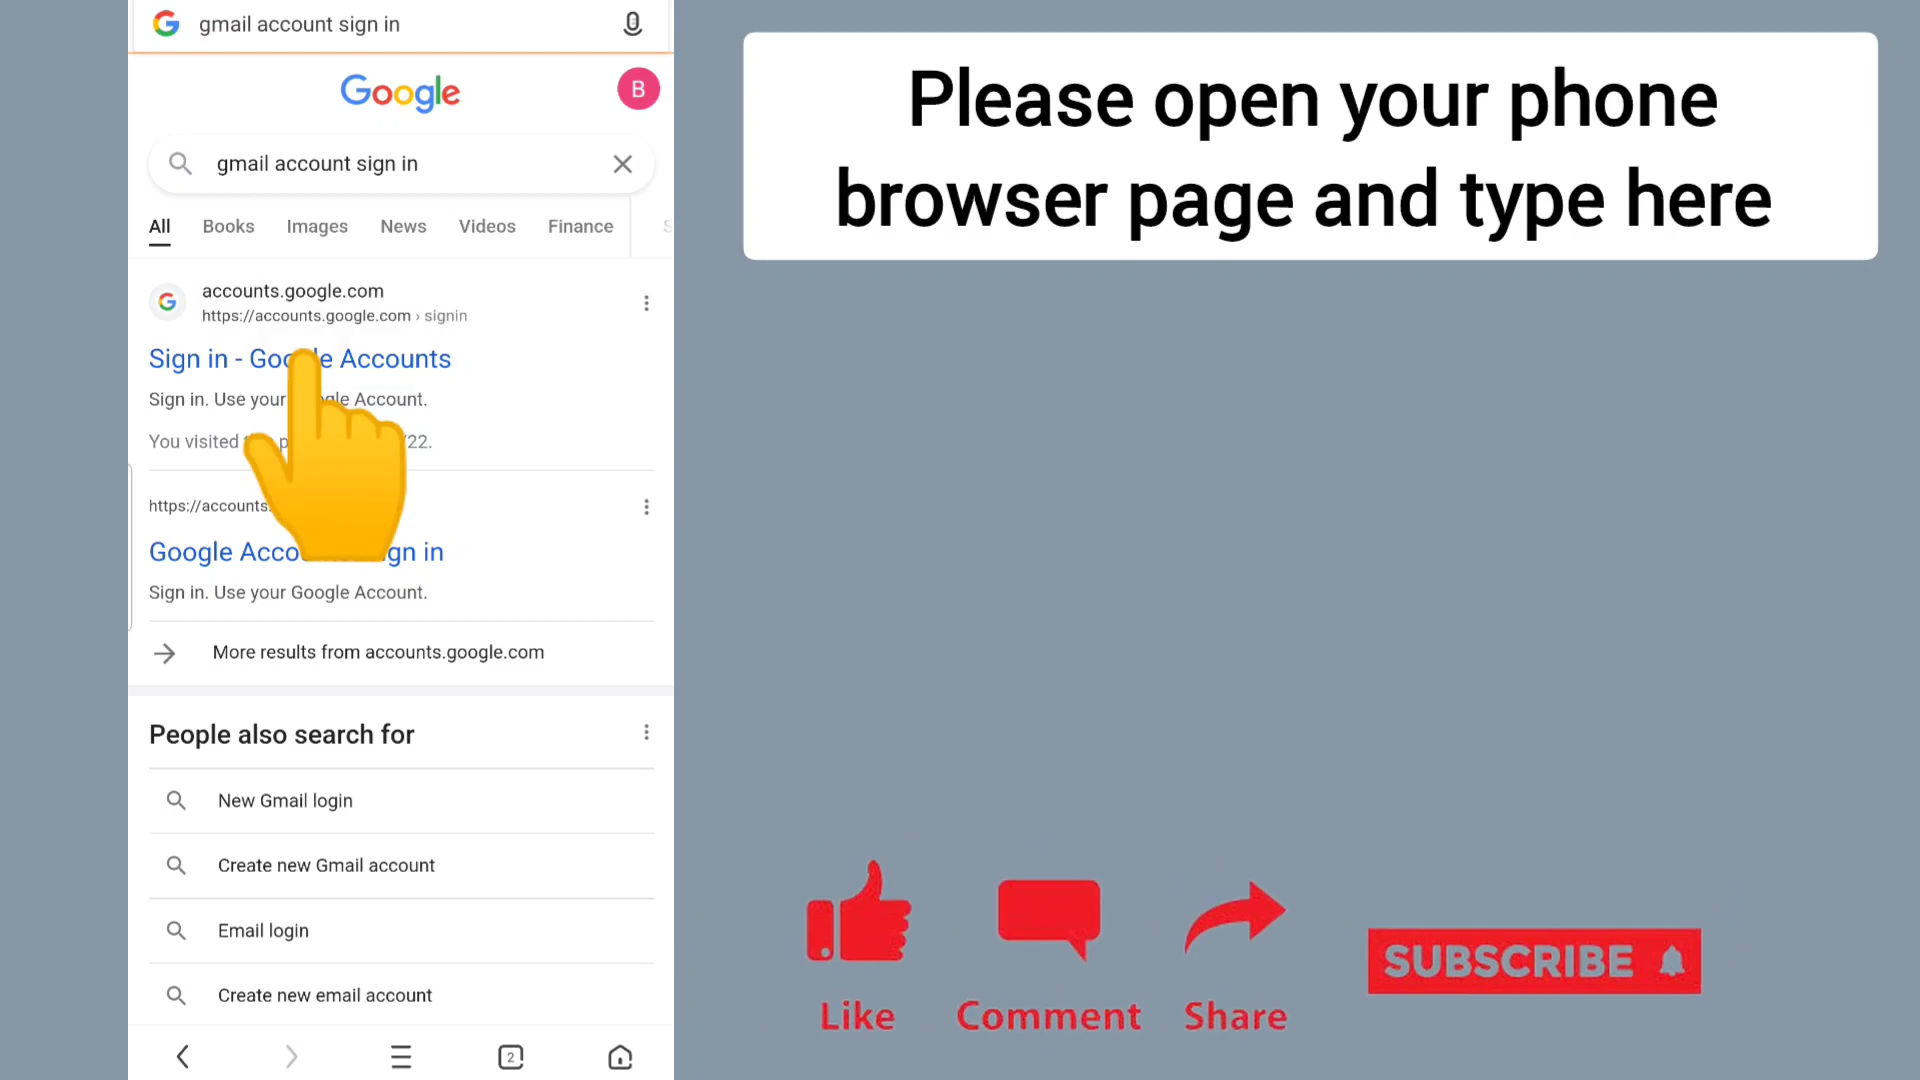 gmail account sign in
Google
B
gmail account sign in
All Books Images News Videos Finance
accounts.google.com
https://accounts.google.com › signin
Sign in - Google Accounts
Sign in. Use your Google Account.
You visited 22.
https://accounts.
Google Acco gn in
Sign in. Use your Google Account.
More results from accounts.google.com
People also search for
New Gmail login
Create new Gmail account
Email login
Create new email account
2
Please open your phone
browser page and type here
Like Comment Share
SUBSCRIBE